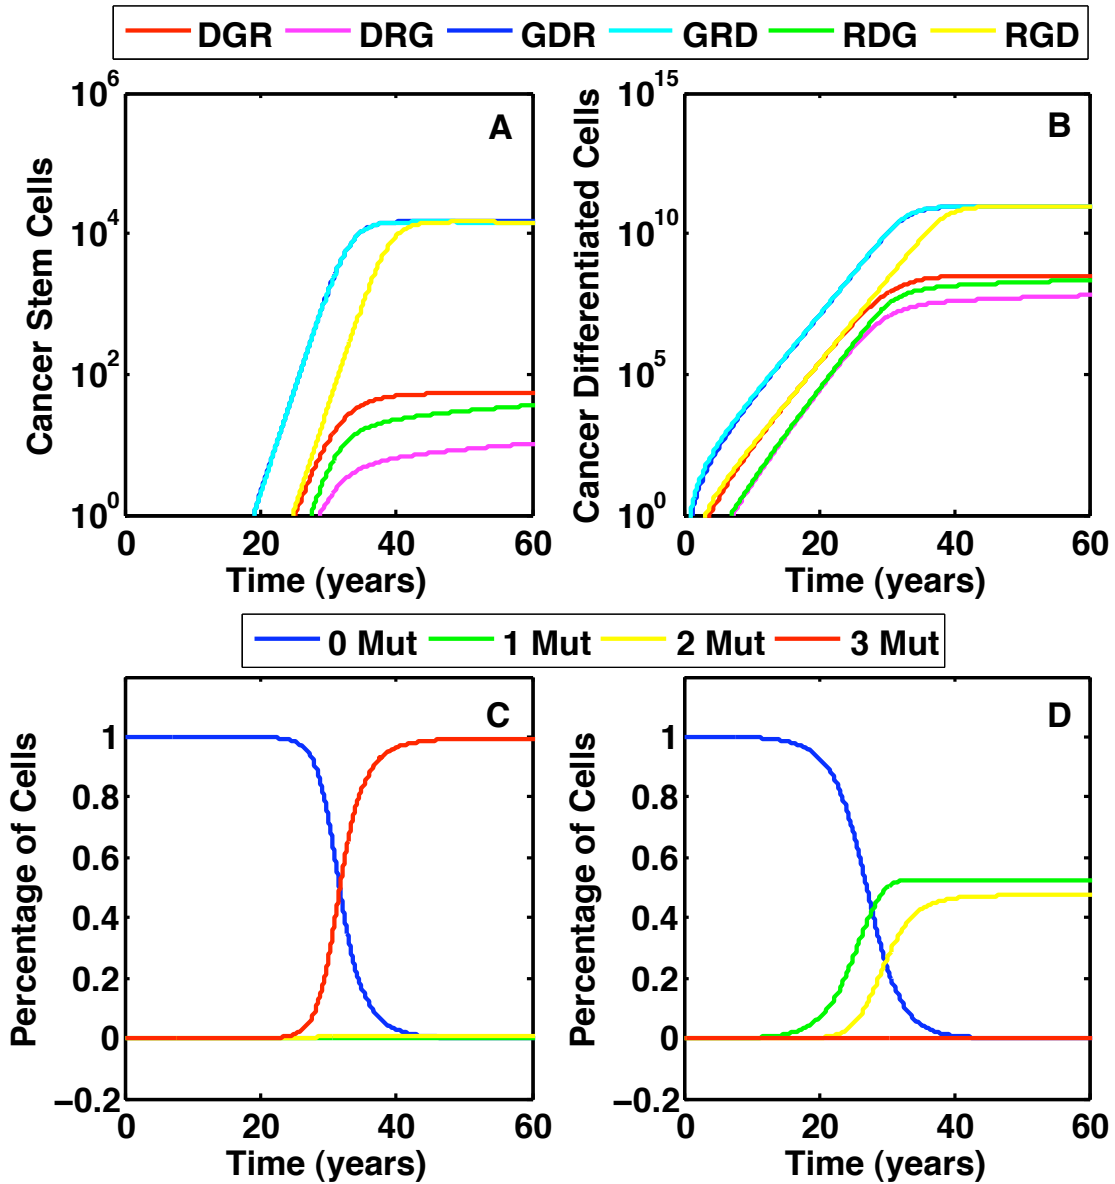 DGR DRG GDR GRD RDG RGD
A
Cancer Stem Cells
10^6
10^4
10^2
10^0
0 20 40 60
Time (years)
B
Cancer Differentiated Cells
10^15
10^10
10^5
10^0
0 20 40 60
Time (years)
0 Mut 1 Mut 2 Mut 3 Mut
C
Percentage of Cells
1
0.8
0.6
0.4
0.2
0
−0.2
0 20 40 60
Time (years)
D
Percentage of Cells
1
0.8
0.6
0.4
0.2
0
−0.2
0 20 40 60
Time (years)